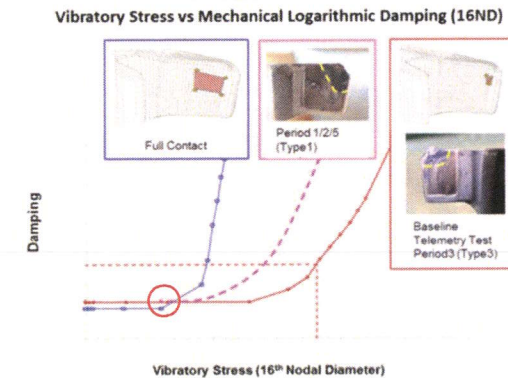 Vibratory Stress vs Mechanical Logarithmic Damping (16ND)
Full Contact
Period 1/2/5
(Type1)
Baseline
Telemetry Test
Period3 (Type3)
Damping
Vibratory Stress (16th Nodal Diameter)